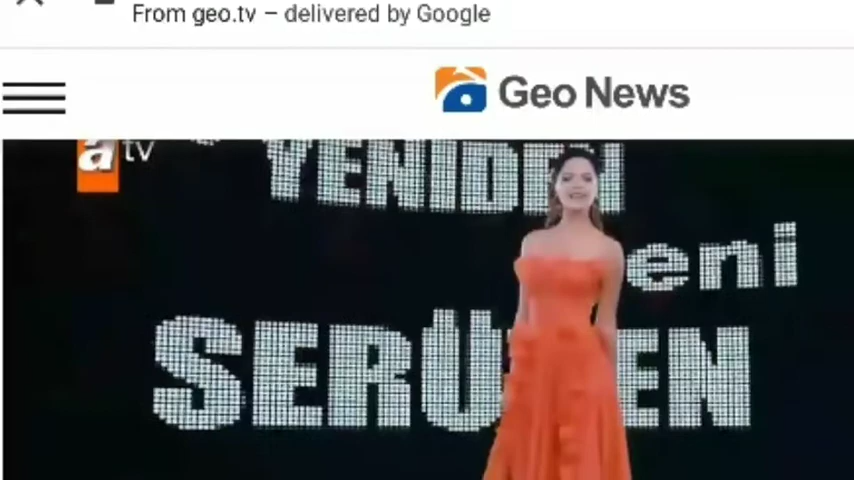 From geo.tv – delivered by Google
Geo News
atv
YENİDEN
eni
SERÜ EN